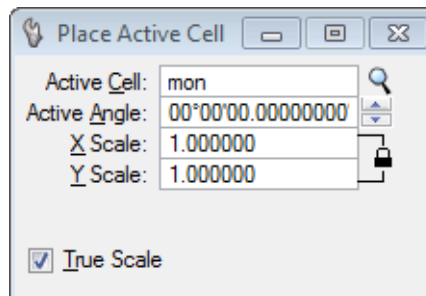 Place Active Cell
Active Cell: mon
Active Angle: 00°00'00.00000000"
X Scale: 1.000000
Y Scale: 1.000000
True Scale